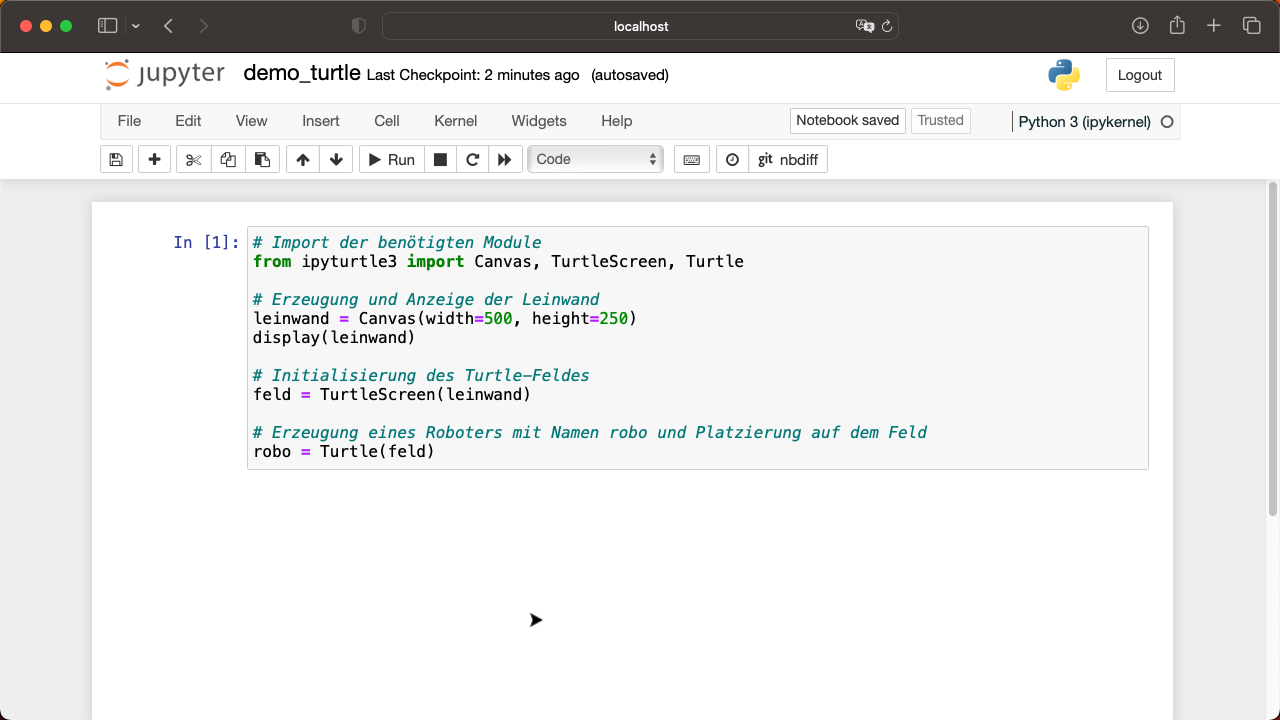 localhost
jupyter demo_turtle Last Checkpoint: 2 minutes ago (autosaved) Logout
File Edit View Insert Cell Kernel Widgets Help Notebook saved Trusted Python 3 (ipykernel)
Run Code git nbdiff
In [1]:
# Import der benötigten Module
from ipyturtle3 import Canvas, TurtleScreen, Turtle
# Erzeugung und Anzeige der Leinwand
leinwand = Canvas(width=500, height=250)
display(leinwand)
# Initialisierung des Turtle-Feldes
feld = TurtleScreen(leinwand)
# Erzeugung eines Roboters mit Namen robo und Platzierung auf dem Feld
robo = Turtle(feld)